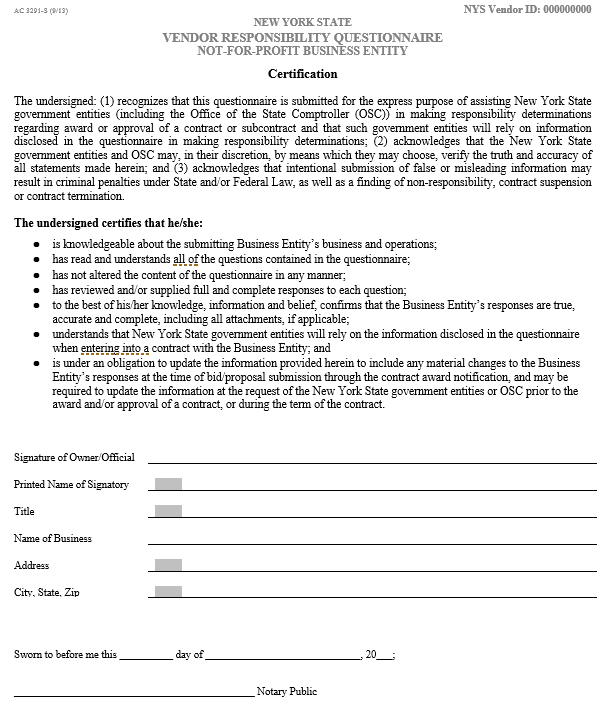 AC 3291-S (9/13)
NYS Vendor ID: 000000000
NEW YORK STATE
VENDOR RESPONSIBILITY QUESTIONNAIRE
NOT-FOR-PROFIT BUSINESS ENTITY
Certification
The undersigned: (1) recognizes that this questionnaire is submitted for the express purpose of assisting New York State
government entities (including the Office of the State Comptroller (OSC)) in making responsibility determinations
regarding award or approval of a contract or subcontract and that such government entities will rely on information
disclosed in the questionnaire in making responsibility determinations; (2) acknowledges that the New York State
government entities and OSC may, in their discretion, by means which they may choose, verify the truth and accuracy of
all statements made herein; and (3) acknowledges that intentional submission of false or misleading information may
result in criminal penalties under State and/or Federal Law, as well as a finding of non-responsibility, contract suspension
or contract termination.
The undersigned certifies that he/she:
● is knowledgeable about the submitting Business Entity's business and operations;
● has read and understands all of the questions contained in the questionnaire;
● has not altered the content of the questionnaire in any manner;
● has reviewed and/or supplied full and complete responses to each question;
● to the best of his/her knowledge, information and belief, confirms that the Business Entity's responses are true,
accurate and complete, including all attachments, if applicable;
● understands that New York State government entities will rely on the information disclosed in the questionnaire
when entering into a contract with the Business Entity; and
● is under an obligation to update the information provided herein to include any material changes to the Business
Entity's responses at the time of bid/proposal submission through the contract award notification, and may be
required to update the information at the request of the New York State government entities or OSC prior to the
award and/or approval of a contract, or during the term of the contract.
Signature of Owner/Official
Printed Name of Signatory
Title
Name of Business
Address
City, State, Zip
Sworn to before me this _________ day of __________________________, 20___;
________________________________________ Notary Public